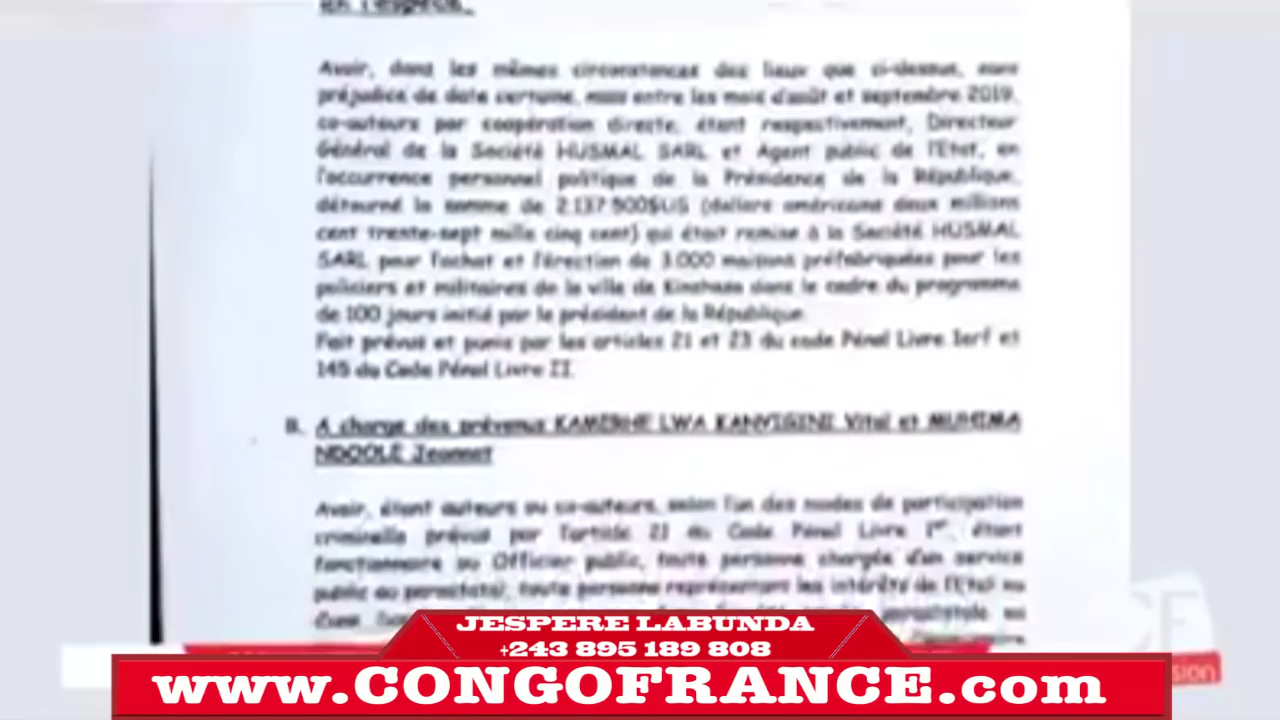 en l'espèce.
Avoir, dans les mêmes circonstances des lieux que ci-dessus, sans
préjudice de date certaine, mais entre les mois d'août et septembre 2019,
co-auteurs par coopération directe, étant respectivement, Directeur
Général de la Société HUSMAL SARL et Agent public de l'Etat, en
l'occurrence personnel politique de la Présidence de la République,
détourné la somme de 2.137.500$US (dollars américains deux millions
cent trente-sept mille cinq cent) qui était remise à la Société HUSMAL
SARL pour l'achat et l'érection de 3.000 maisons préfabriquées pour les
policiers et militaires de la ville de Kinshasa dans le cadre du programme
de 100 jours initié par le président de la République.
Fait prévus et punis par les articles 21 et 23 du code Pénal Livre Ier et
145 du Code Pénal Livre II.
B. A charge des prévenus KAMERHE LWA KANYIGINI Vital et MUHIMA
NDOOLE Jeannot
Avoir, étant auteurs ou co-auteurs, selon l'un des modes de participation
criminelle prévus par l'article 21 du Code Pénal Livre 1er, étant
fonctionnaire ou Officier public, toute personne chargée d'un service
public ou parastatal, toute personne représentant les intérêts de l'Etat ou
parastatale ou
JESPERE LABUNDA
+243 895 189 808
www.CONGOFRANCE.com